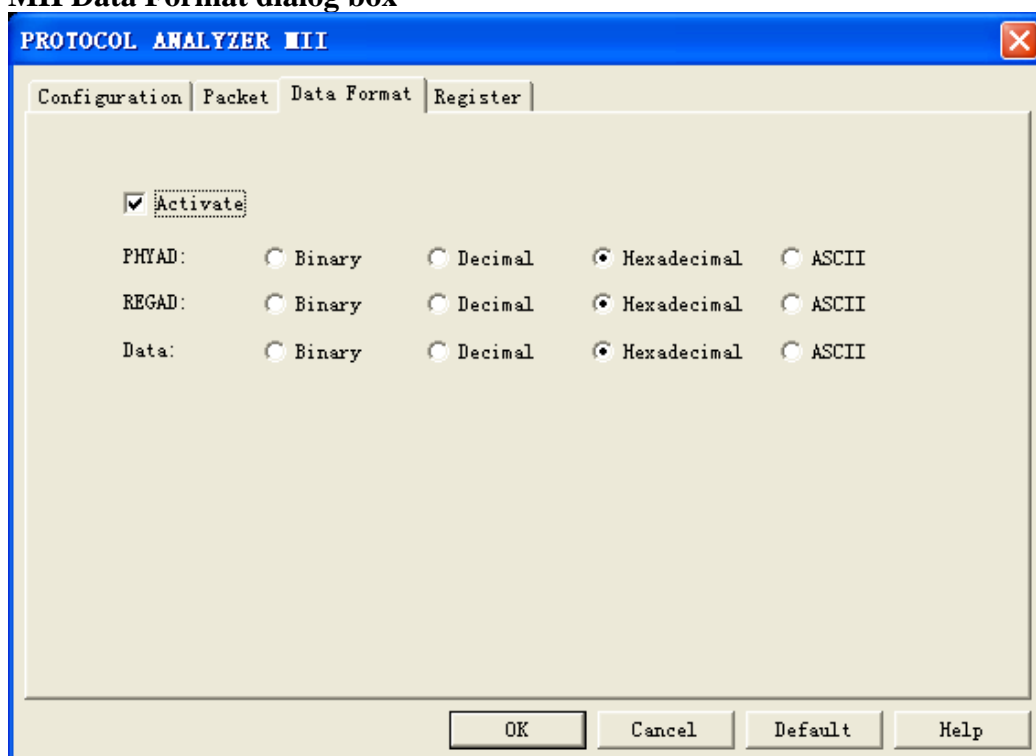 MII Data Format dialog box
PROTOCOL ANALYZER MII
Configuration Packet Data Format Register
Activate
PHYAD: Binary Decimal Hexadecimal ASCII
REGAD: Binary Decimal Hexadecimal ASCII
Data: Binary Decimal Hexadecimal ASCII
OK Cancel Default Help